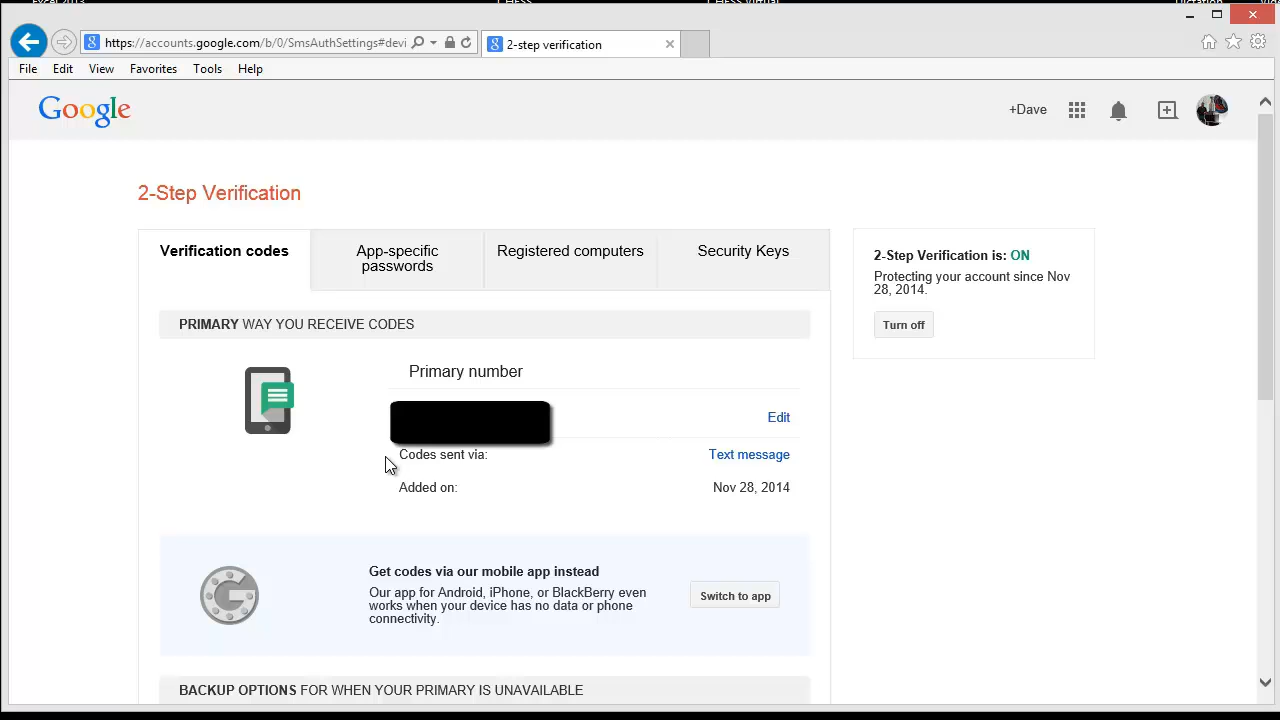 https://accounts.google.com/b/0/SmsAuthSettings#devi
2-step verification
File Edit View Favorites Tools Help
Google
+Dave
2-Step Verification
Verification codes
App-specific
passwords
Registered computers
Security Keys
2-Step Verification is: ON
Protecting your account since Nov
28, 2014.
Turn off
PRIMARY WAY YOU RECEIVE CODES
Primary number
Edit
Codes sent via:
Text message
Added on:
Nov 28, 2014
Get codes via our mobile app instead
Our app for Android, iPhone, or BlackBerry even
works when your device has no data or phone
connectivity.
Switch to app
BACKUP OPTIONS FOR WHEN YOUR PRIMARY IS UNAVAILABLE